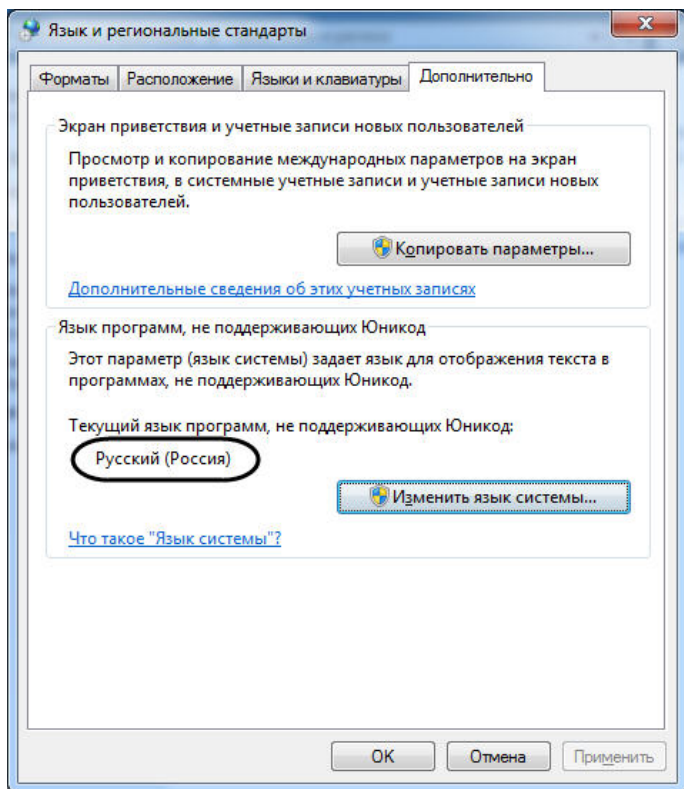 Язык и региональные стандарты
Форматы Расположение Языки и клавиатуры Дополнительно
Экран приветствия и учетные записи новых пользователей
Просмотр и копирование международных параметров на экран
приветствия, в системные учетные записи и учетные записи новых
пользователей.
Копировать параметры...
Дополнительные сведения об этих учетных записях
Язык программ, не поддерживающих Юникод
Этот параметр (язык системы) задает язык для отображения текста в
программах, не поддерживающих Юникод.
Текущий язык программ, не поддерживающих Юникод:
Русский (Россия)
Изменить язык системы...
Что такое "Язык системы"?
ОК Отмена Применить